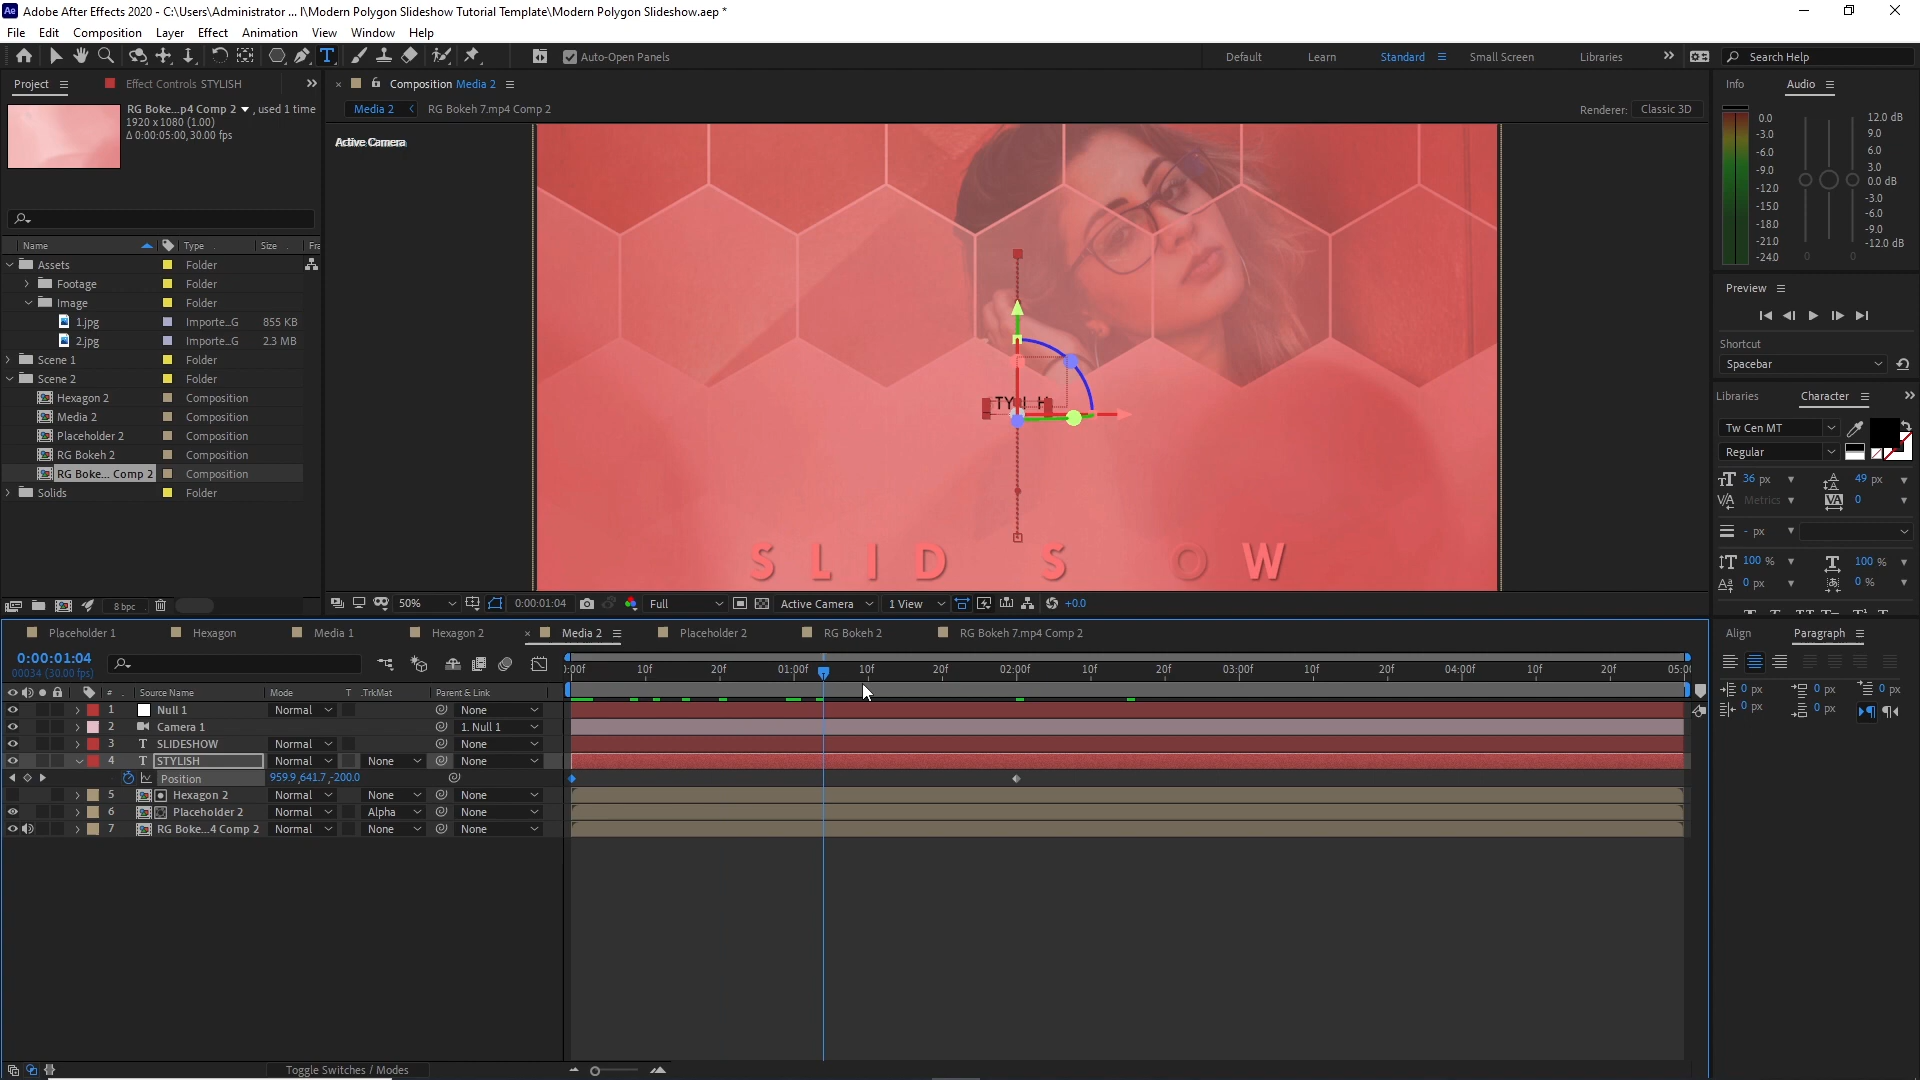 Adobe After Effects 2020 - C:\Users\Administrator ... l\Modern Polygon Slideshow Tutorial Template\Modern Polygon Slideshow.aep *
File Edit Composition Layer Effect Animation View Window Help
Auto-Open Panels
Default Learn Standard Small Screen Libraries
Search Help
Project
Effect Controls STYLISH
Composition Media 2
Info
Audio
RG Boke...p4 Comp 2 , used 1 time
1920 x 1080 (1.00)
Δ 0:00:05:00, 30.00 fps
Media 2 RG Bokeh 7.mp4 Comp 2
Renderer: Classic 3D
Active Camera
0.0
-3.0
-6.0
-9.0
-12.0
-15.0
-18.0
-21.0
-24.0
0 0
12.0 dB
9.0
6.0
3.0
0.0 dB
-3.0
-6.0
-9.0
-12.0 dB
Name Type Size Fra
Assets Folder
Footage Folder
Image Folder
1.jpg Importe...G 855 KB
2.jpg Importe...G 2.3 MB
Scene 1 Folder
Scene 2 Folder
Hexagon 2 Composition
Media 2 Composition
Placeholder 2 Composition
RG Bokeh 2 Composition
RG Boke... Comp 2 Composition
Solids Folder
8 bpc
S L I D S O W
50% 0:00:01:04 Full Active Camera 1 View +0.0
Preview
Shortcut
Spacebar
Libraries Character
Tw Cen MT
Regular
36 px 49 px
Metrics 0
- px
100 % 100 %
0 px 0 %
Placeholder 1 Hexagon Media 1 Hexagon 2 Media 2 Placeholder 2 RG Bokeh 2 RG Bokeh 7.mp4 Comp 2
0:00:01:04
00034 (30.00 fps)
:00f 10f 20f 01:00f 10f 20f 02:00f 10f 20f 03:00f 10f 20f 04:00f 10f 20f 05:00
# Source Name Mode T .TrkMat Parent & Link
1 Null 1 Normal None
2 Camera 1 1. Null 1
3 SLIDESHOW Normal None
4 STYLISH Normal None None
Position 959.9,641.7,-200.0
5 Hexagon 2 Normal None None
6 Placeholder 2 Normal Alpha None
7 RG Boke...4 Comp 2 Normal None None
Toggle Switches / Modes
Align Paragraph
0 px 0 px 0 px
0 px 0 px